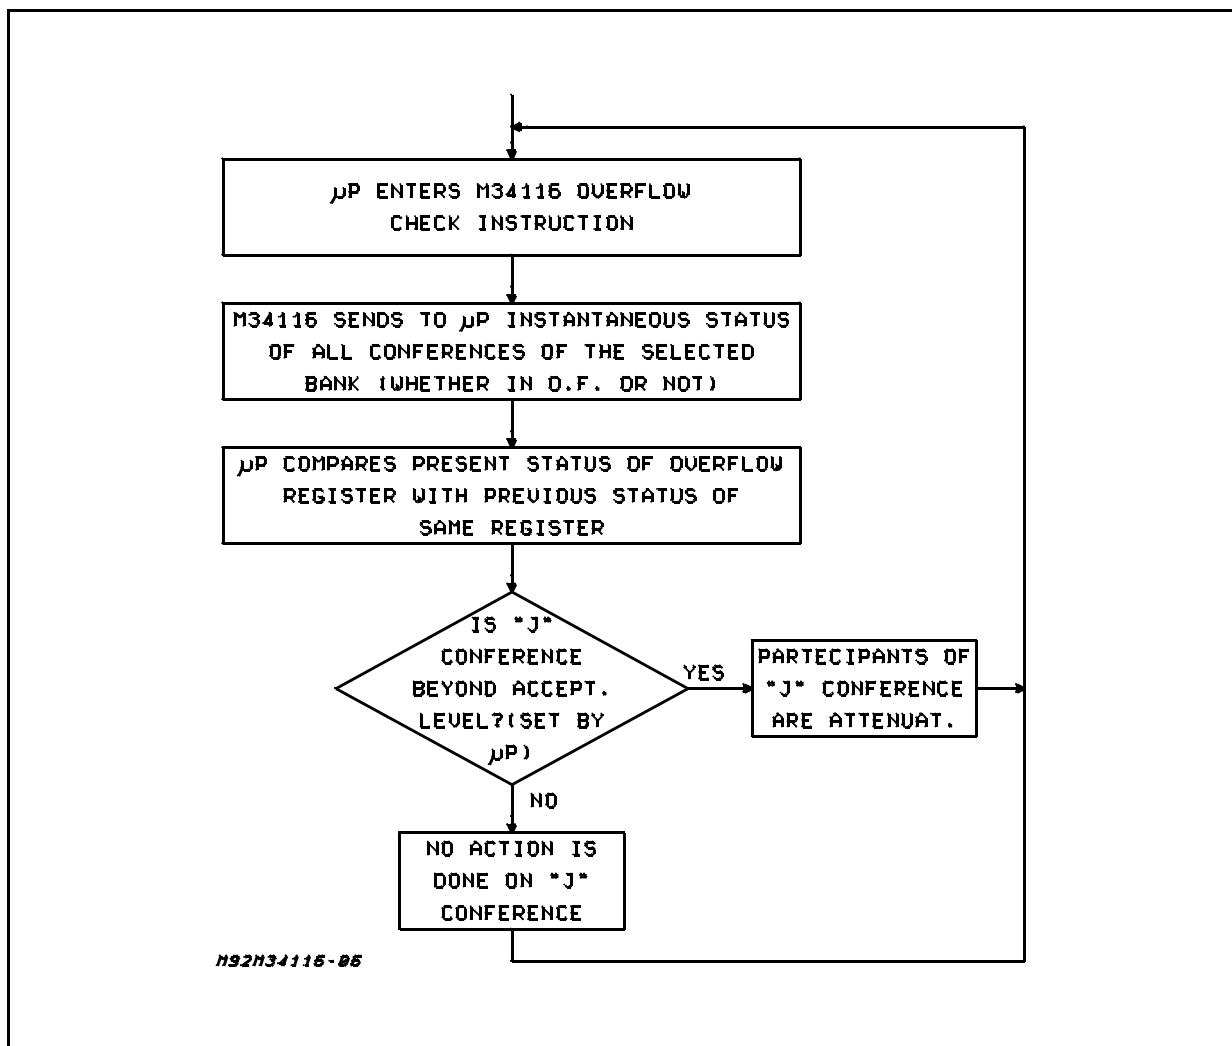 µP ENTERS M34116 OVERFLOW
CHECK INSTRUCTION
M34116 SENDS TO µP INSTANTANEOUS STATUS
OF ALL CONFERENCES OF THE SELECTED
BANK (WHETHER IN O.F. OR NOT)
µP COMPARES PRESENT STATUS OF OVERFLOW
REGISTER WITH PREVIOUS STATUS OF
SAME REGISTER
IS "J"
CONFERENCE
BEYOND ACCEPT.
LEVEL?(SET BY
µP)
YES
PARTECIPANTS OF
"J" CONFERENCE
ARE ATTENUAT.
NO
NO ACTION IS
DONE ON "J"
CONFERENCE
M92M34116-06